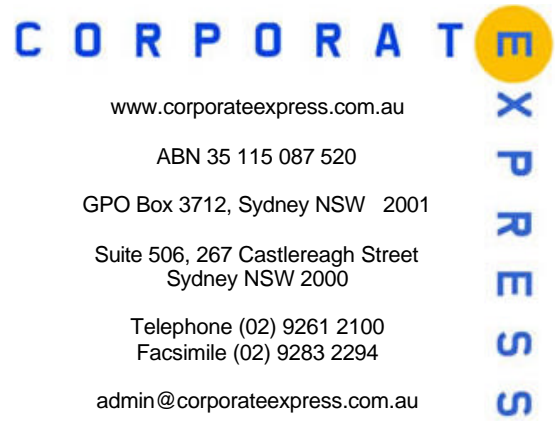 CORPORATE
EXPRESS
www.corporateexpress.com.au
ABN 35 115 087 520
GPO Box 3712, Sydney NSW 2001
Suite 506, 267 Castlereagh Street
Sydney NSW 2000
Telephone (02) 9261 2100
Facsimile (02) 9283 2294
admin@corporateexpress.com.au